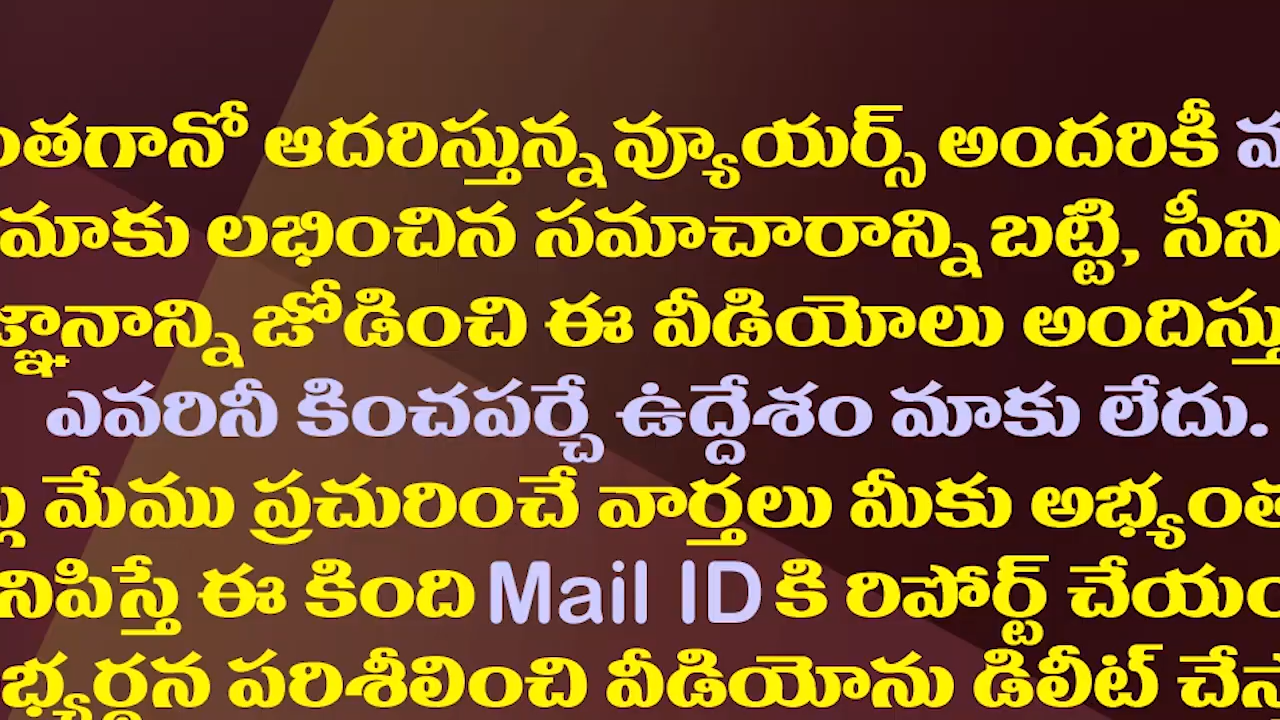 ంతగానో ఆదరిస్తున్న వ్యూయర్స్ అందరికీ
మాకు లభించిన సమాచారాన్ని బట్టి, సీని
జ్ఞానాన్ని జోడించి ఈ వీడియోలు అందిస్తు
ఎవరినీ కించపర్చే ఉద్దేశం మాకు లేదు.
మేము ప్రచురించే వార్తలు మీకు అభ్యంత
నిపిస్తే ఈ కింది Mail ID కి రిపోర్ట్ చేయం
భ్యర్థన పరిశీలించి వీడియోను డిలీట్ చేస